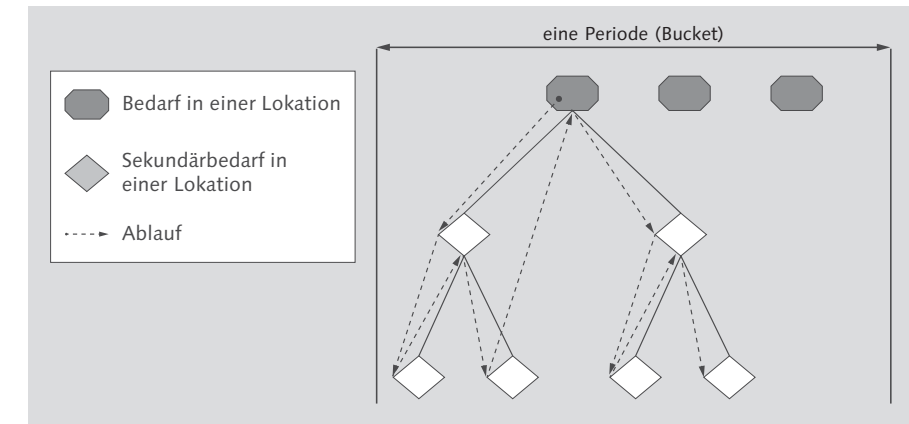 eine Periode (Bucket)
Bedarf in einer Lokation
Sekundärbedarf in
einer Lokation
Ablauf